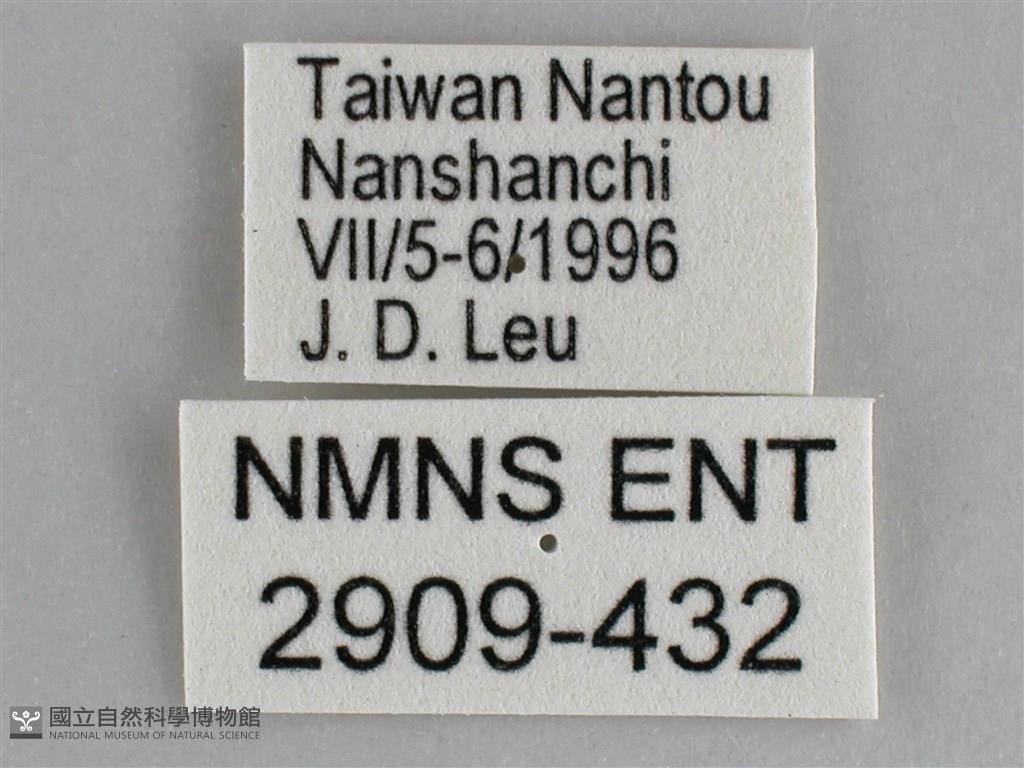 Taiwan Nantou
Nanshanchi
VII/5-6/1996
J. D. Leu
NMNS ENT
2909-432
國立自然科學博物館
NATIONAL MUSEUM OF NATURAL SCIENCE